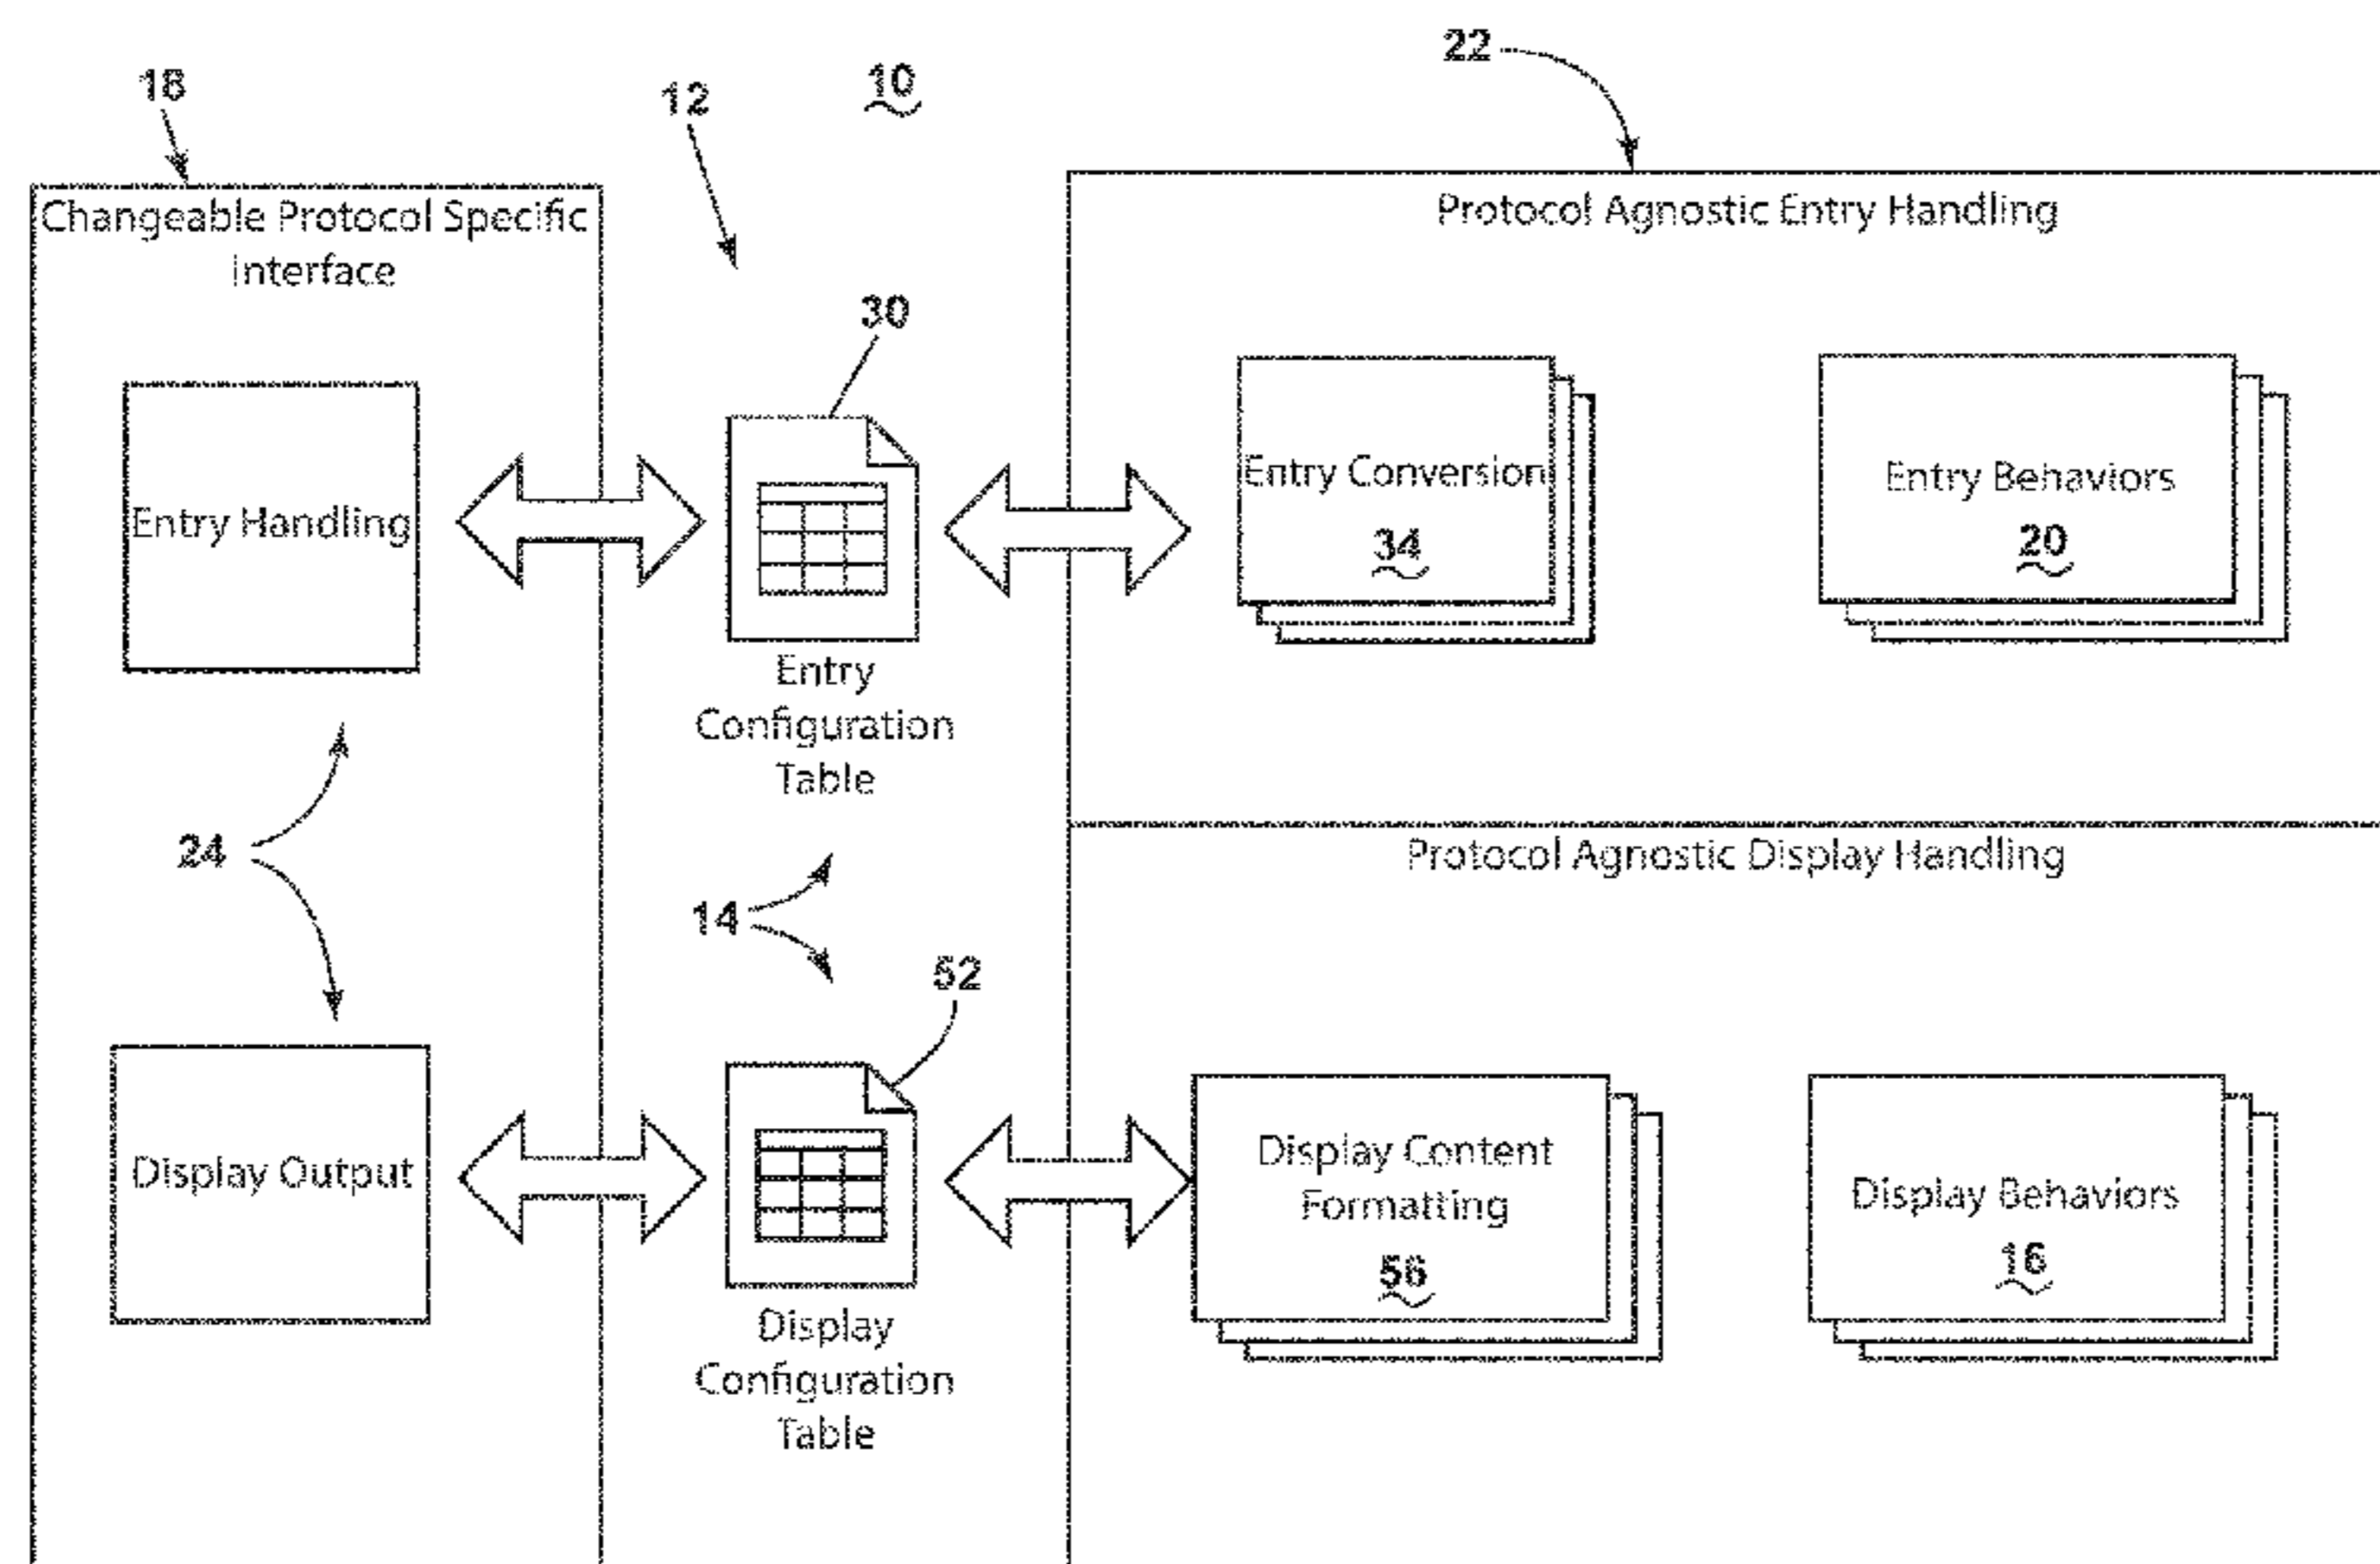 22
18
12
10
Changeable Protocol Specific
Interface
Protocol Agnostic Entry Handling
30
Entry Handling
Entry Conversion
34
Entry Behaviors
20
Entry
Configuration
Table
24
14
Protocol Agnostic Display Handling
52
Display Output
Display Content
Formatting
56
Display Behaviors
16
Display
Configuration
Table